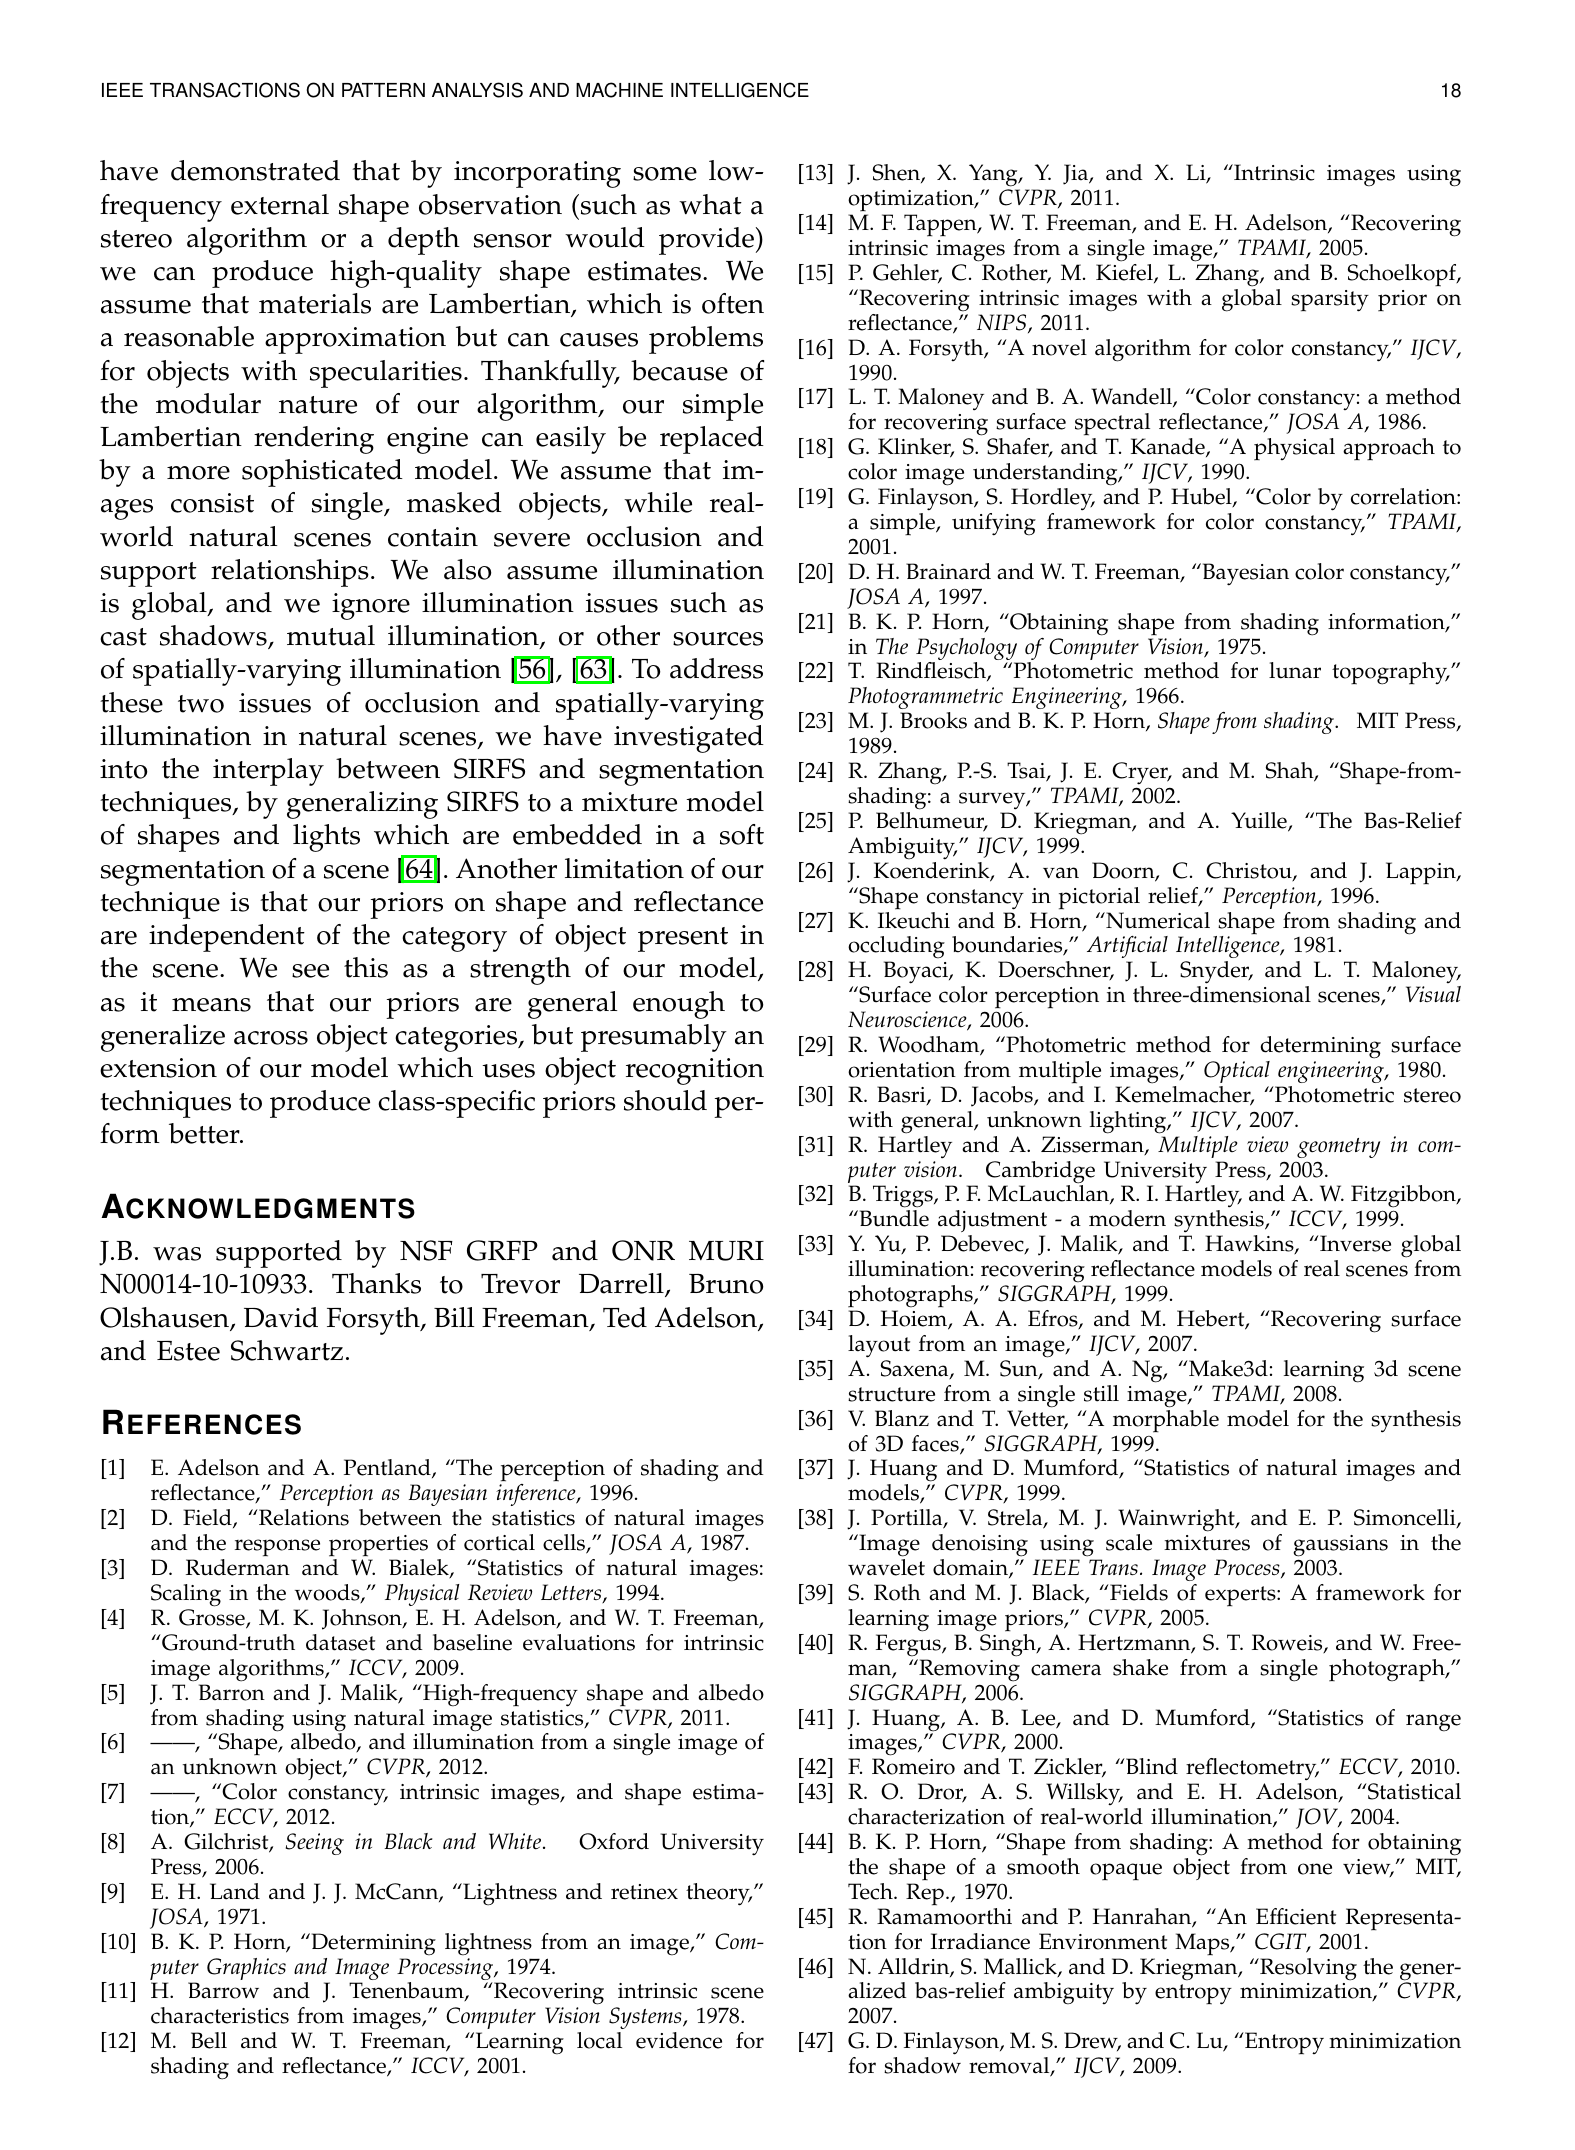 IEEE TRANSACTIONS ON PATTERN ANALYSIS AND MACHINE INTELLIGENCE 18
have demonstrated that by incorporating some low-
frequency external shape observation (such as what a
stereo algorithm or a depth sensor would provide)
we can produce high-quality shape estimates. We
assume that materials are Lambertian, which is often
a reasonable approximation but can causes problems
for objects with specularities. Thankfully, because of
the modular nature of our algorithm, our simple
Lambertian rendering engine can easily be replaced
by a more sophisticated model. We assume that im-
ages consist of single, masked objects, while real-
world natural scenes contain severe occlusion and
support relationships. We also assume illumination
is global, and we ignore illumination issues such as
cast shadows, mutual illumination, or other sources
of spatially-varying illumination [56], [63]. To address
these two issues of occlusion and spatially-varying
illumination in natural scenes, we have investigated
into the interplay between SIRFS and segmentation
techniques, by generalizing SIRFS to a mixture model
of shapes and lights which are embedded in a soft
segmentation of a scene [64]. Another limitation of our
technique is that our priors on shape and reflectance
are independent of the category of object present in
the scene. We see this as a strength of our model,
as it means that our priors are general enough to
generalize across object categories, but presumably an
extension of our model which uses object recognition
techniques to produce class-specific priors should per-
form better.
ACKNOWLEDGMENTS
J.B. was supported by NSF GRFP and ONR MURI
N00014-10-10933. Thanks to Trevor Darrell, Bruno
Olshausen, David Forsyth, Bill Freeman, Ted Adelson,
and Estee Schwartz.
REFERENCES
[1] E. Adelson and A. Pentland, “The perception of shading and
reflectance,” Perception as Bayesian inference, 1996.
[2] D. Field, “Relations between the statistics of natural images
and the response properties of cortical cells,” JOSA A, 1987.
[3] D. Ruderman and W. Bialek, “Statistics of natural images:
Scaling in the woods,” Physical Review Letters, 1994.
[4] R. Grosse, M. K. Johnson, E. H. Adelson, and W. T. Freeman,
“Ground-truth dataset and baseline evaluations for intrinsic
image algorithms,” ICCV, 2009.
[5] J. T. Barron and J. Malik, “High-frequency shape and albedo
from shading using natural image statistics,” CVPR, 2011.
[6] ——, “Shape, albedo, and illumination from a single image of
an unknown object,” CVPR, 2012.
[7] ——, “Color constancy, intrinsic images, and shape estima-
tion,” ECCV, 2012.
[8] A. Gilchrist, Seeing in Black and White. Oxford University
Press, 2006.
[9] E. H. Land and J. J. McCann, “Lightness and retinex theory,”
JOSA, 1971.
[10] B. K. P. Horn, “Determining lightness from an image,” Com-
puter Graphics and Image Processing, 1974.
[11] H. Barrow and J. Tenenbaum, “Recovering intrinsic scene
characteristics from images,” Computer Vision Systems, 1978.
[12] M. Bell and W. T. Freeman, “Learning local evidence for
shading and reflectance,” ICCV, 2001.
[13] J. Shen, X. Yang, Y. Jia, and X. Li, “Intrinsic images using
optimization,” CVPR, 2011.
[14] M. F. Tappen, W. T. Freeman, and E. H. Adelson, “Recovering
intrinsic images from a single image,” TPAMI, 2005.
[15] P. Gehler, C. Rother, M. Kiefel, L. Zhang, and B. Schoelkopf,
“Recovering intrinsic images with a global sparsity prior on
reflectance,” NIPS, 2011.
[16] D. A. Forsyth, “A novel algorithm for color constancy,” IJCV,
1990.
[17] L. T. Maloney and B. A. Wandell, “Color constancy: a method
for recovering surface spectral reflectance,” JOSA A, 1986.
[18] G. Klinker, S. Shafer, and T. Kanade, “A physical approach to
color image understanding,” IJCV, 1990.
[19] G. Finlayson, S. Hordley, and P. Hubel, “Color by correlation:
a simple, unifying framework for color constancy,” TPAMI,
2001.
[20] D. H. Brainard and W. T. Freeman, “Bayesian color constancy,”
JOSA A, 1997.
[21] B. K. P. Horn, “Obtaining shape from shading information,”
in The Psychology of Computer Vision, 1975.
[22] T. Rindfleisch, “Photometric method for lunar topography,”
Photogrammetric Engineering, 1966.
[23] M. J. Brooks and B. K. P. Horn, Shape from shading. MIT Press,
1989.
[24] R. Zhang, P.-S. Tsai, J. E. Cryer, and M. Shah, “Shape-from-
shading: a survey,” TPAMI, 2002.
[25] P. Belhumeur, D. Kriegman, and A. Yuille, “The Bas-Relief
Ambiguity,” IJCV, 1999.
[26] J. Koenderink, A. van Doorn, C. Christou, and J. Lappin,
“Shape constancy in pictorial relief,” Perception, 1996.
[27] K. Ikeuchi and B. Horn, “Numerical shape from shading and
occluding boundaries,” Artificial Intelligence, 1981.
[28] H. Boyaci, K. Doerschner, J. L. Snyder, and L. T. Maloney,
“Surface color perception in three-dimensional scenes,” Visual
Neuroscience, 2006.
[29] R. Woodham, “Photometric method for determining surface
orientation from multiple images,” Optical engineering, 1980.
[30] R. Basri, D. Jacobs, and I. Kemelmacher, “Photometric stereo
with general, unknown lighting,” IJCV, 2007.
[31] R. Hartley and A. Zisserman, Multiple view geometry in com-
puter vision. Cambridge University Press, 2003.
[32] B. Triggs, P. F. McLauchlan, R. I. Hartley, and A. W. Fitzgibbon,
“Bundle adjustment - a modern synthesis,” ICCV, 1999.
[33] Y. Yu, P. Debevec, J. Malik, and T. Hawkins, “Inverse global
illumination: recovering reflectance models of real scenes from
photographs,” SIGGRAPH, 1999.
[34] D. Hoiem, A. A. Efros, and M. Hebert, “Recovering surface
layout from an image,” IJCV, 2007.
[35] A. Saxena, M. Sun, and A. Ng, “Make3d: learning 3d scene
structure from a single still image,” TPAMI, 2008.
[36] V. Blanz and T. Vetter, “A morphable model for the synthesis
of 3D faces,” SIGGRAPH, 1999.
[37] J. Huang and D. Mumford, “Statistics of natural images and
models,” CVPR, 1999.
[38] J. Portilla, V. Strela, M. J. Wainwright, and E. P. Simoncelli,
“Image denoising using scale mixtures of gaussians in the
wavelet domain,” IEEE Trans. Image Process, 2003.
[39] S. Roth and M. J. Black, “Fields of experts: A framework for
learning image priors,” CVPR, 2005.
[40] R. Fergus, B. Singh, A. Hertzmann, S. T. Roweis, and W. Free-
man, “Removing camera shake from a single photograph,”
SIGGRAPH, 2006.
[41] J. Huang, A. B. Lee, and D. Mumford, “Statistics of range
images,” CVPR, 2000.
[42] F. Romeiro and T. Zickler, “Blind reflectometry,” ECCV, 2010.
[43] R. O. Dror, A. S. Willsky, and E. H. Adelson, “Statistical
characterization of real-world illumination,” JOV, 2004.
[44] B. K. P. Horn, “Shape from shading: A method for obtaining
the shape of a smooth opaque object from one view,” MIT,
Tech. Rep., 1970.
[45] R. Ramamoorthi and P. Hanrahan, “An Efficient Representa-
tion for Irradiance Environment Maps,” CGIT, 2001.
[46] N. Alldrin, S. Mallick, and D. Kriegman, “Resolving the gener-
alized bas-relief ambiguity by entropy minimization,” CVPR,
2007.
[47] G. D. Finlayson, M. S. Drew, and C. Lu, “Entropy minimization
for shadow removal,” IJCV, 2009.